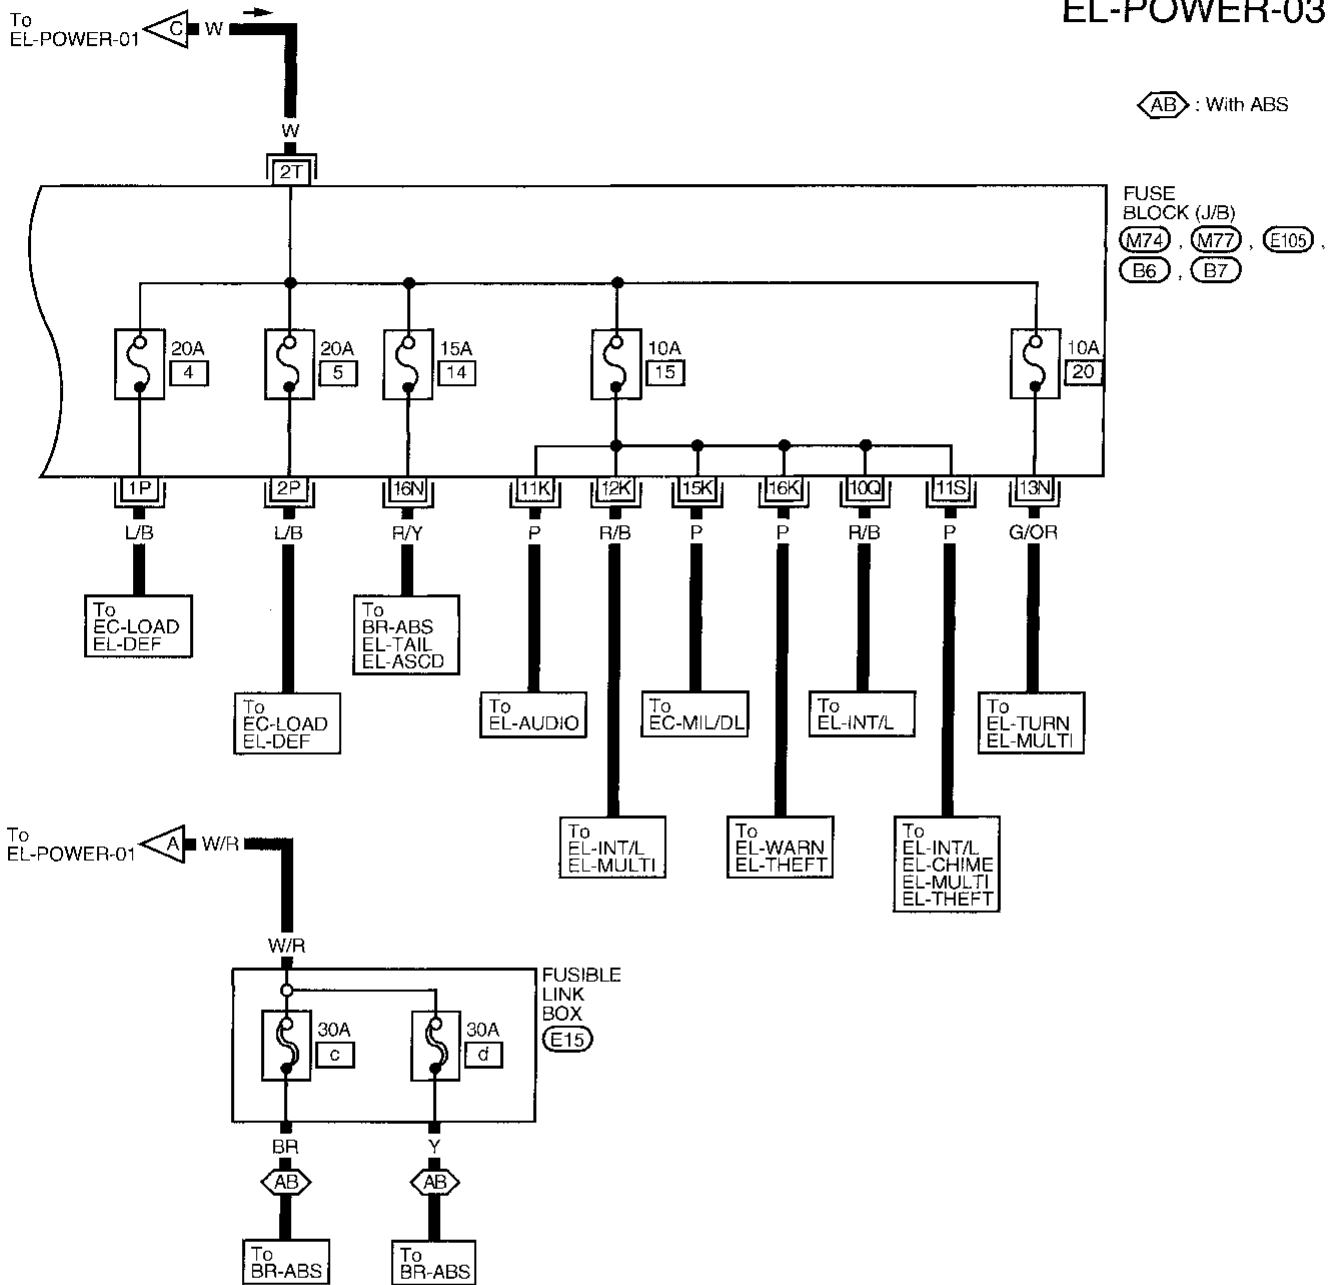 EL-POWER-03
To
EL-POWER-01
C
W
AB : With ABS
W
2T
FUSE
BLOCK (J/B)
M74 , M77 , E105 ,
B6 , B7
20A
4
20A
5
15A
14
10A
15
10A
20
1P
2P
16N
11K
12K
15K
16K
10Q
11S
13N
L/B
L/B
R/Y
P
R/B
P
P
R/B
P
G/OR
To
EC-LOAD
EL-DEF
To
EC-LOAD
EL-DEF
To
BR-ABS
EL-TAIL
EL-ASCD
To
EL-AUDIO
To
EL-INT/L
EL-MULTI
To
EC-MIL/DL
To
EL-WARN
EL-THEFT
To
EL-INT/L
To
EL-INT/L
EL-CHIME
EL-MULTI
EL-THEFT
To
EL-TURN
EL-MULTI
To
EL-POWER-01
A
W/R
W/R
FUSIBLE
LINK
BOX
E15
30A
c
30A
d
BR
Y
AB
AB
To
BR-ABS
To
BR-ABS